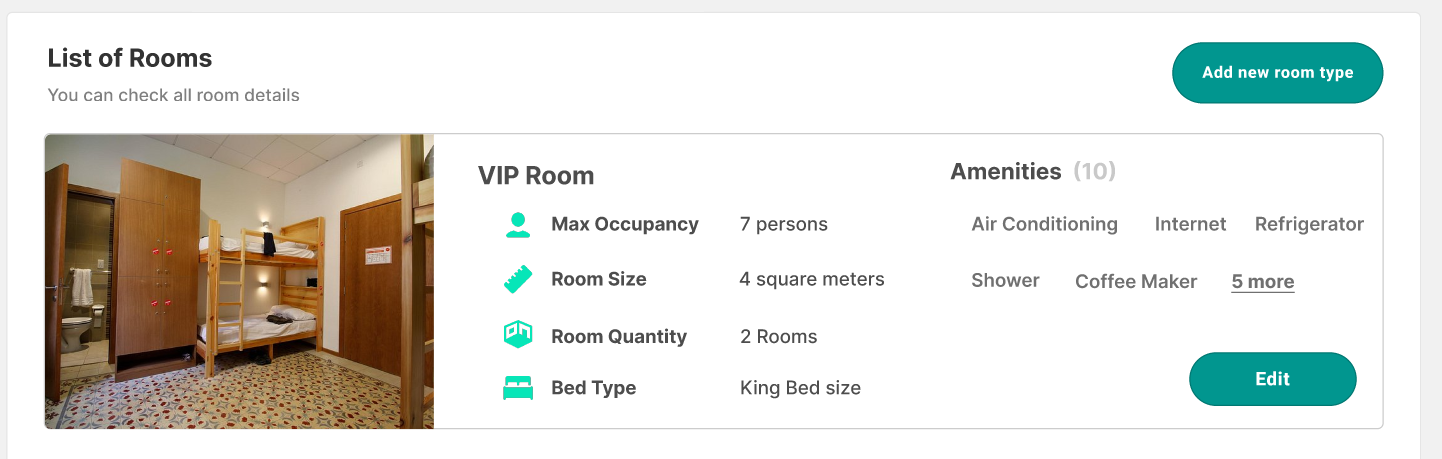 List of Rooms
You can check all room details
Add new room type
VIP Room
Max Occupancy 7 persons
Room Size 4 square meters
Room Quantity 2 Rooms
Bed Type King Bed size
Amenities (10)
Air Conditioning Internet Refrigerator
Shower Coffee Maker 5 more
Edit